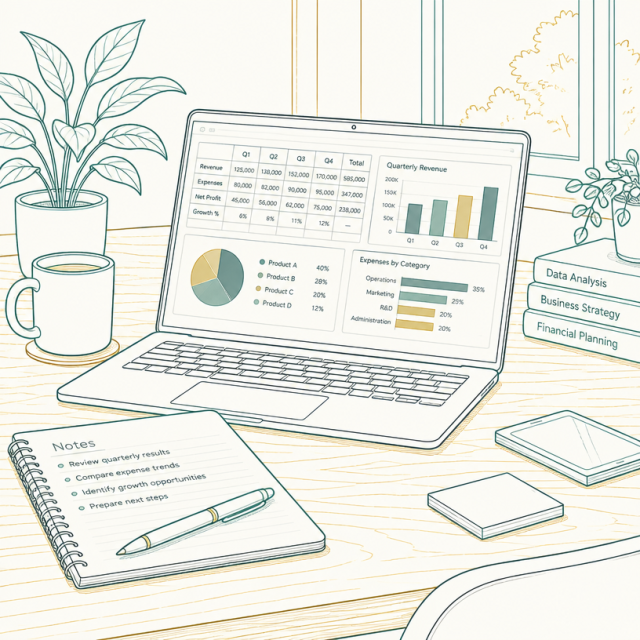 Q1 Q2 Q3 Q4 Total
Revenue 125,000 138,000 152,000 170,000 585,000
Expenses 80,000 82,000 90,000 95,000 347,000
Net Profit 45,000 56,000 62,000 75,000 238,000
Growth % 6% 8% 11% 12% —
Quarterly Revenue
200K
150K
100K
50K
0
Q1 Q2 Q3 Q4
Product A 40%
Product B 28%
Product C 20%
Product D 12%
Expenses by Category
Operations 35%
Marketing 25%
R&D 20%
Administration 20%
Data Analysis
Business Strategy
Financial Planning
Notes
Review quarterly results
Compare expense trends
Identify growth opportunities
Prepare next steps